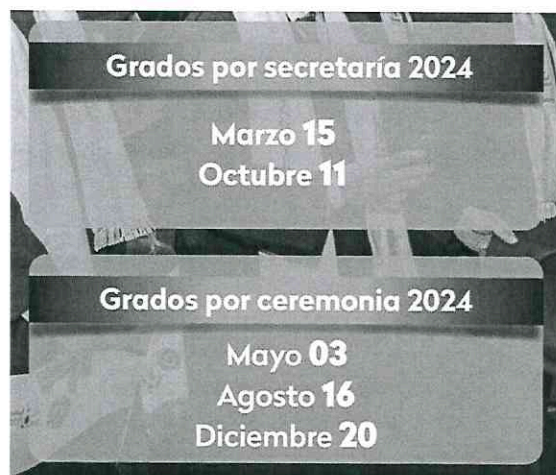 Grados por secretaría 2024
Marzo 15
Octubre 11
Grados por ceremonia 2024
Mayo 03
Agosto 16
Diciembre 20